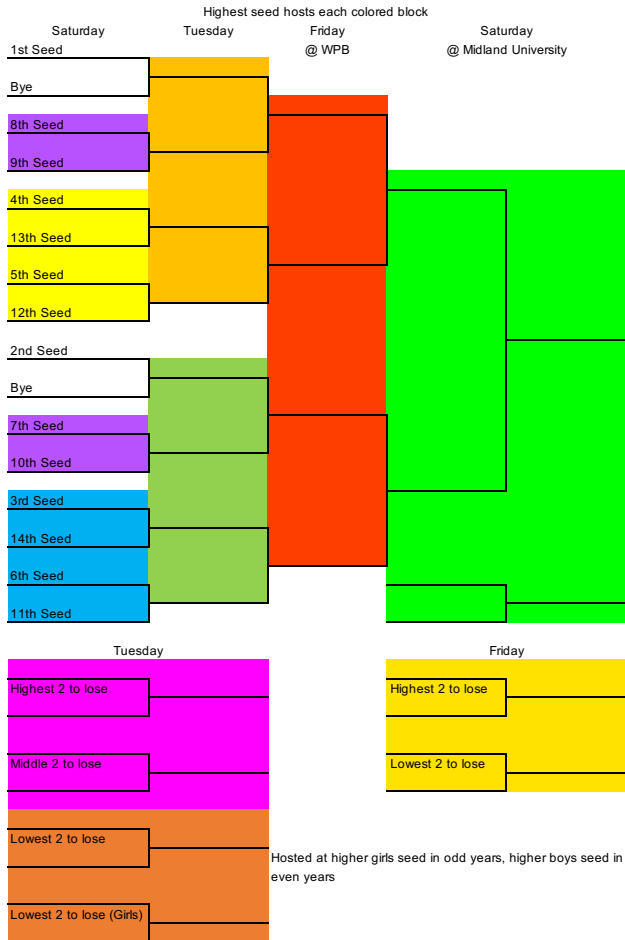 Highest seed hosts each colored block
Saturday Tuesday Friday Saturday
1st Seed @ WPB @ Midland University
Bye
8th Seed
9th Seed
4th Seed
13th Seed
5th Seed
12th Seed
2nd Seed
Bye
7th Seed
10th Seed
3rd Seed
14th Seed
6th Seed
11th Seed
Tuesday Friday
Highest 2 to lose Highest 2 to lose
Middle 2 to lose Lowest 2 to lose
Lowest 2 to lose
Hosted at higher girls seed in odd years, higher boys seed in
even years
Lowest 2 to lose (Girls)